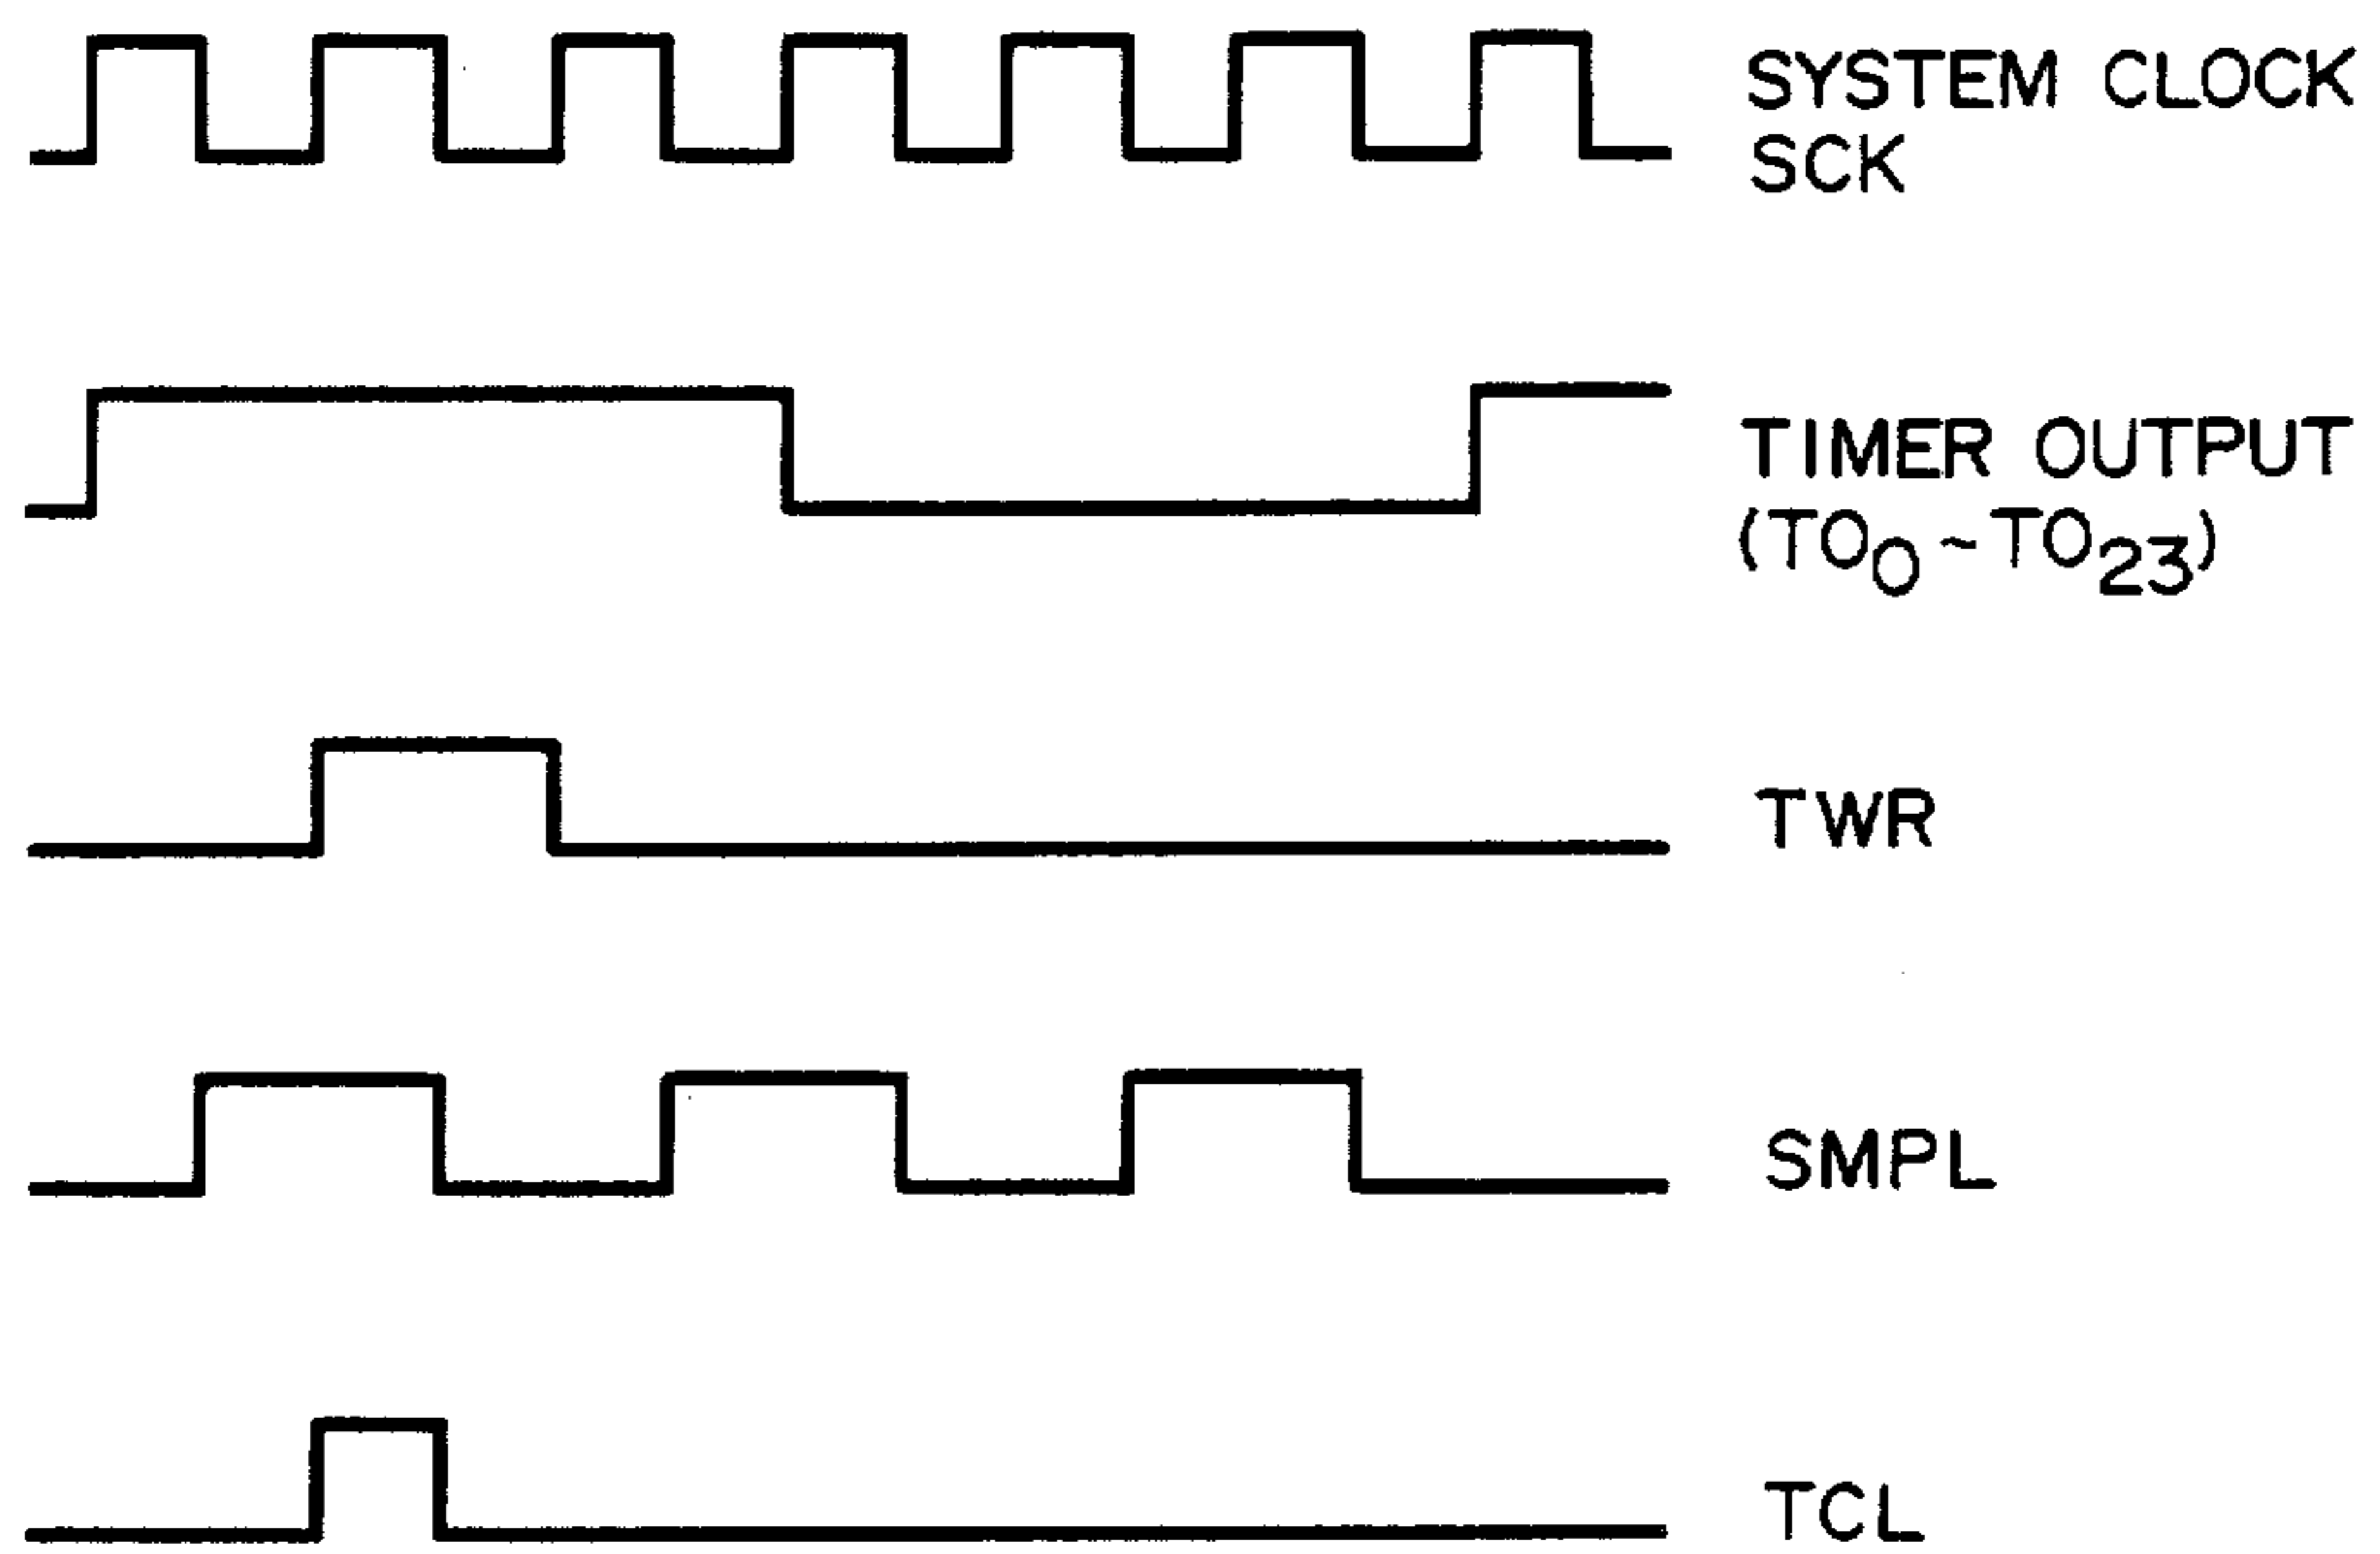 SYSTEM CLOCK
SCK
TIMER OUTPUT
(TO0~TO23)
TWR
SMPL
TCL